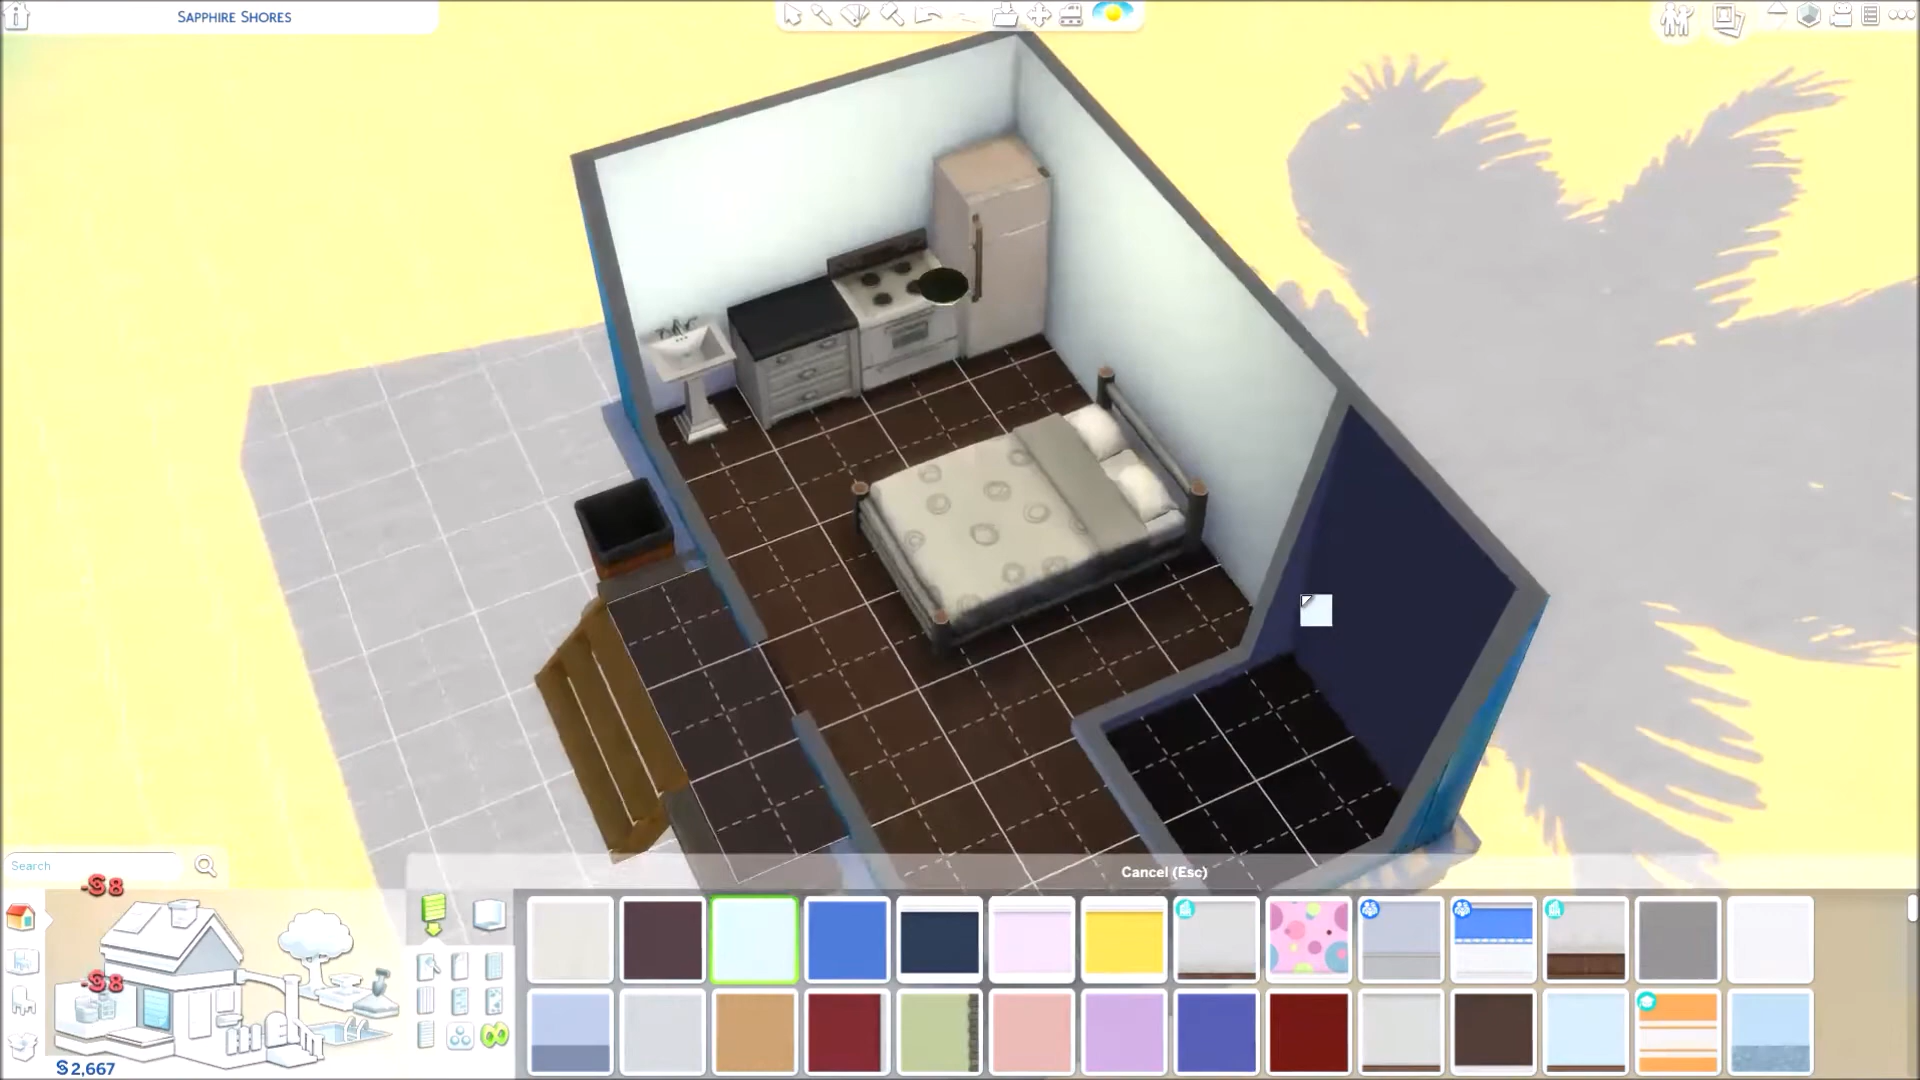 SAPPHIRE SHORES
Cancel (Esc)
Search
-§8
-§8
§2,667